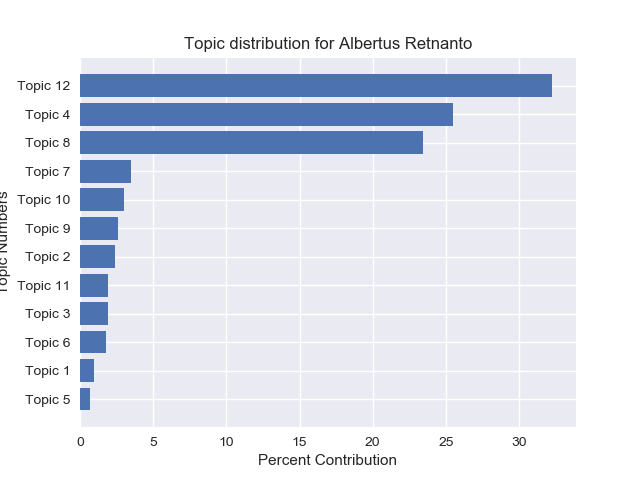 Topic distribution for Albertus Retnanto
Topic Numbers
Topic 12
Topic 4
Topic 8
Topic 7
Topic 10
Topic 9
Topic 2
Topic 11
Topic 3
Topic 6
Topic 1
Topic 5
0 5 10 15 20 25 30
Percent Contribution